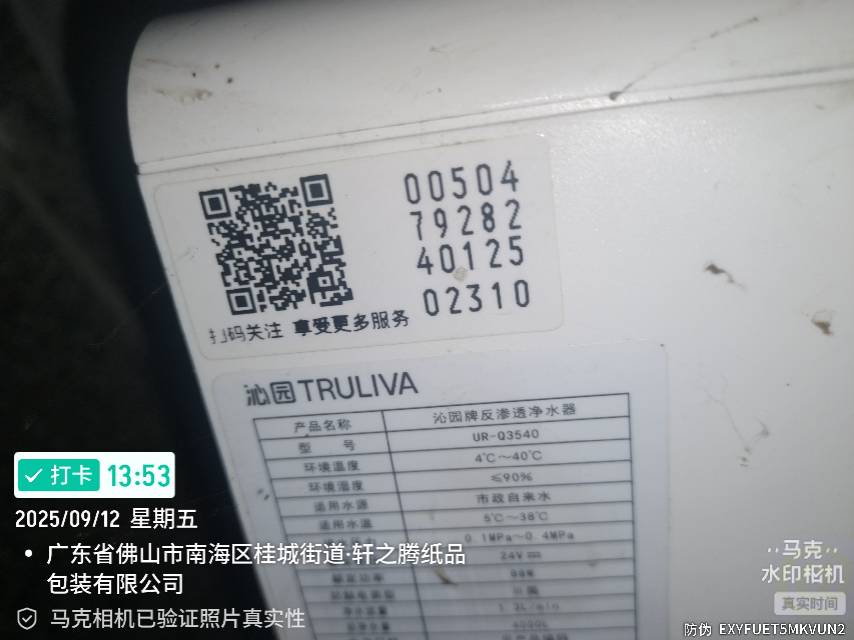 00504
79282
40125
02310
扫码关注 享受更多服务
沁园TRULIVA
产品名称 沁园牌反渗透净水器
型 号 UR-Q3540
环境温度 4℃~40℃
环境湿度 ≤90%
适用水源 市政自来水
适用水温 5℃~38℃
0.1MPa~0.4MPa
24V
额定功率
打卡 13:53
2025/09/12 星期五
广东省佛山市南海区桂城街道·轩之腾纸品
包装有限公司
马克相机已验证照片真实性
马克
水印相机
真实时间
防伪 EXYFUET5MKVUN2